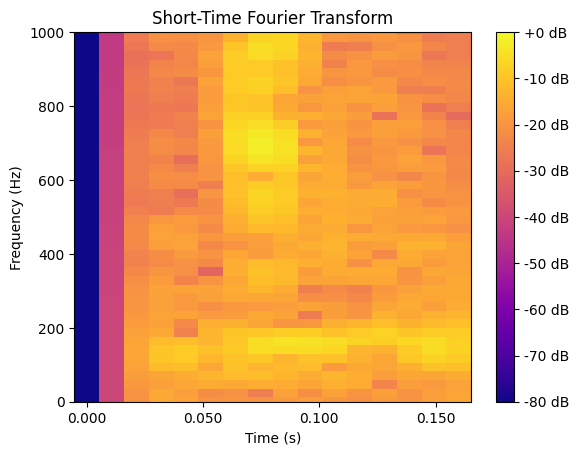 Short-Time Fourier Transform
Frequency (Hz)
1000
800
600
400
200
0
0.000
0.050
0.100
0.150
Time (s)
+0 dB
-10 dB
-20 dB
-30 dB
-40 dB
-50 dB
-60 dB
-70 dB
-80 dB